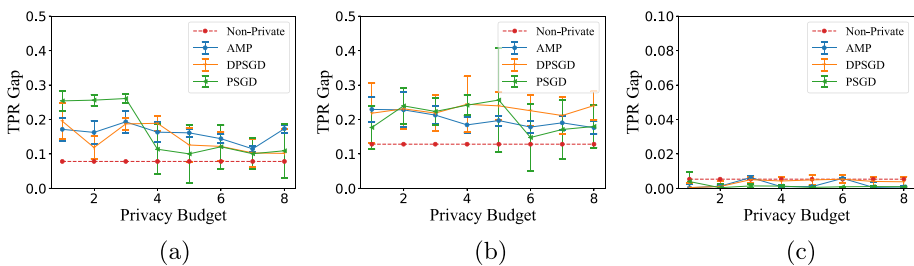 0.5
0.4
0.3
0.2
0.1
0.0
TPR Gap
2
4
6
8
Privacy Budget
Non-Private
AMP
DPSGD
PSGD
(a)
0.5
0.4
0.3
0.2
0.1
0.0
TPR Gap
2
4
6
8
Privacy Budget
Non-Private
AMP
DPSGD
PSGD
(b)
0.10
0.08
0.06
0.04
0.02
0.00
TPR Gap
2
4
6
8
Privacy Budget
Non-Private
AMP
DPSGD
PSGD
(c)